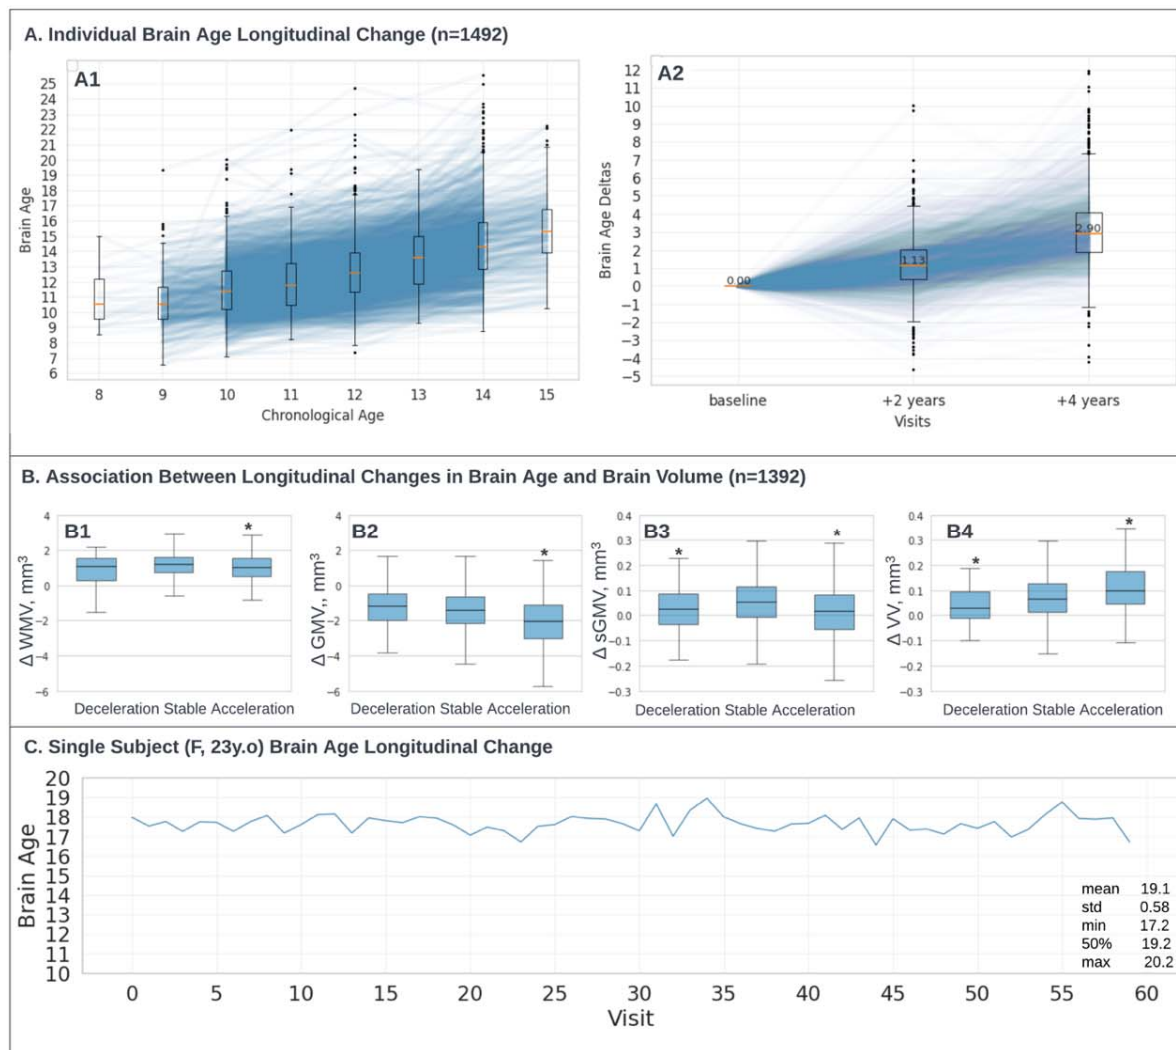 A. Individual Brain Age Longitudinal Change (n=1492)
A1
Brain Age
25
24
23
22
21
20
19
18
17
16
15
14
13
12
11
10
9
8
7
6
8 9 10 11 12 13 14 15
Chronological Age
A2
Brain Age Deltas
12
11
10
9
8
7
6
5
4
3
2
1
0
−1
−2
−3
−4
−5
0.00
1.13
2.90
baseline +2 years +4 years
Visits
B. Association Between Longitudinal Changes in Brain Age and Brain Volume (n=1392)
B1
*
Δ WMV, mm³
4
2
0
−2
−4
−6
Deceleration Stable Acceleration
B2
*
Δ GMV,, mm³
4
2
0
−2
−4
−6
Deceleration Stable Acceleration
B3
* *
Δ sGMV, mm³
0.4
0.3
0.2
0.1
0.0
−0.1
−0.2
−0.3
Deceleration Stable Acceleration
B4
* *
Δ VV, mm³
0.4
0.3
0.2
0.1
0.0
−0.1
−0.2
−0.3
Deceleration Stable Acceleration
C. Single Subject (F, 23y.o) Brain Age Longitudinal Change
Brain Age
20
19
18
17
16
15
14
13
12
11
10
mean 19.1
std 0.58
min 17.2
50% 19.2
max 20.2
0 5 10 15 20 25 30 35 40 45 50 55 60
Visit